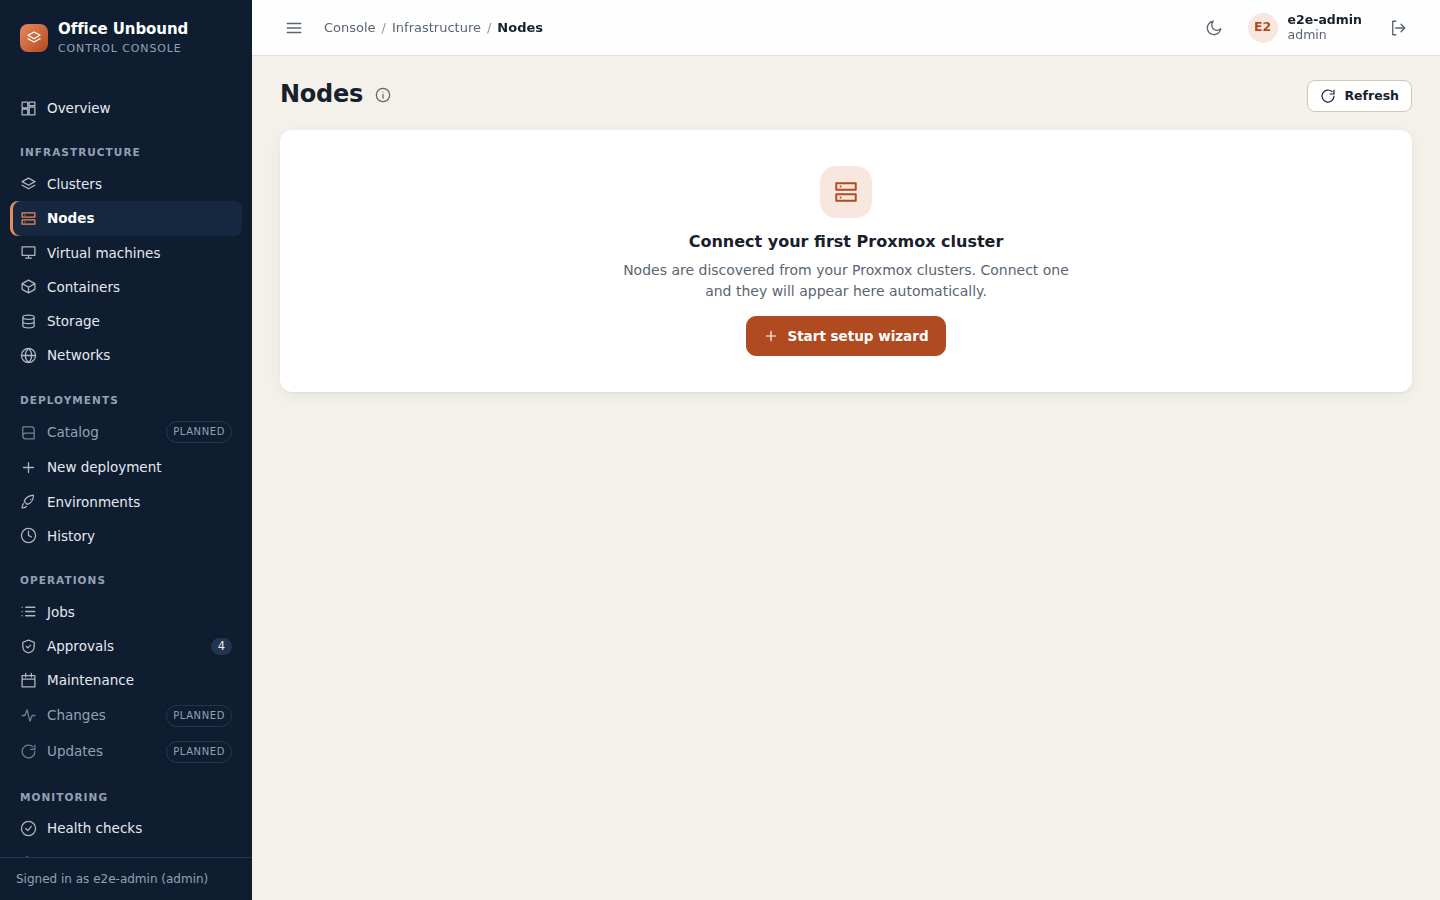 Office Unbound
CONTROL CONSOLE
Overview
INFRASTRUCTURE
Clusters
Nodes
Virtual machines
Containers
Storage
Networks
DEPLOYMENTS
Catalog PLANNED
New deployment
Environments
History
OPERATIONS
Jobs
Approvals 4
Maintenance
Changes PLANNED
Updates PLANNED
MONITORING
Health checks
Signed in as e2e-admin (admin)
Console / Infrastructure / Nodes
E2 e2e-admin
admin
Nodes
Refresh
Connect your first Proxmox cluster
Nodes are discovered from your Proxmox clusters. Connect one
and they will appear here automatically.
Start setup wizard